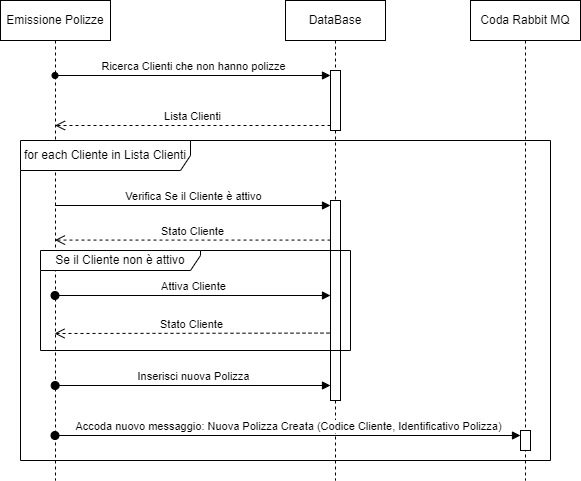 Emissione Polizze
DataBase
Coda Rabbit MQ
Ricerca Clienti che non hanno polizze
Lista Clienti
for each Cliente in Lista Clienti
Verifica Se il Cliente è attivo
Stato Cliente
Se il Cliente non è attivo
Attiva Cliente
Stato Cliente
Inserisci nuova Polizza
Accoda nuovo messaggio: Nuova Polizza Creata (Codice Cliente, Identificativo Polizza)